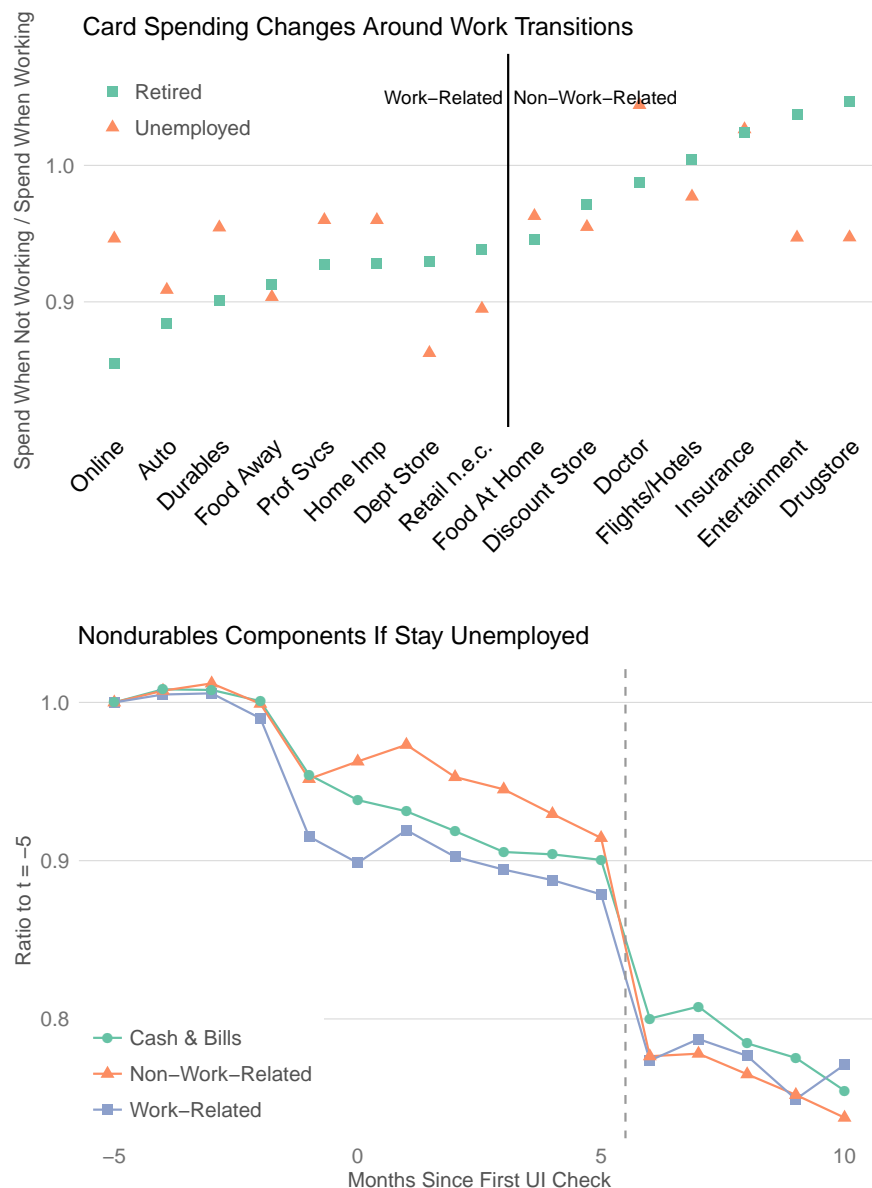 Card Spending Changes Around Work Transitions
Spend When Not Working / Spend When Working
Work−Related
Non−Work−Related
Retired
Unemployed
1.0
0.9
Online
Auto
Durables
Food Away
Prof Svcs
Home Imp
Dept Store
Retail n.e.c.
Food At Home
Discount Store
Doctor
Flights/Hotels
Insurance
Entertainment
Drugstore
Nondurables Components If Stay Unemployed
Ratio to t = −5
1.0
0.9
0.8
Cash & Bills
Non−Work−Related
Work−Related
−5
0
5
10
Months Since First UI Check